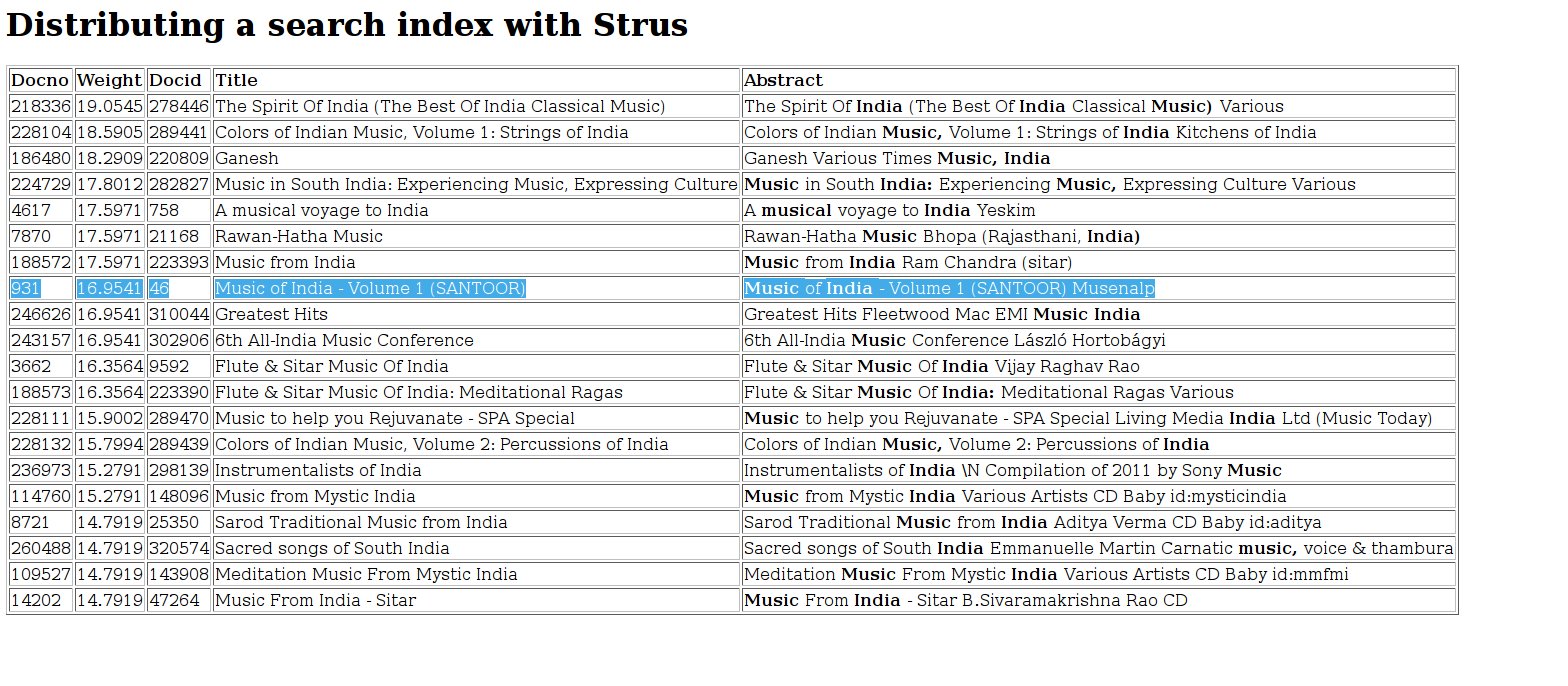 Distributing a search index with Strus
Docno Weight Docid Title Abstract
218336 19.0545 278446 The Spirit Of India (The Best Of India Classical Music) The Spirit Of India (The Best Of India Classical Music) Various
228104 18.5905 289441 Colors of Indian Music, Volume 1: Strings of India Colors of Indian Music, Volume 1: Strings of India Kitchens of India
186480 18.2909 220809 Ganesh Ganesh Various Times Music, India
224729 17.8012 282827 Music in South India: Experiencing Music, Expressing Culture Music in South India: Experiencing Music, Expressing Culture Various
4617 17.5971 758 A musical voyage to India A musical voyage to India Yeskim
7870 17.5971 21168 Rawan-Hatha Music Rawan-Hatha Music Bhopa (Rajasthani, India)
188572 17.5971 223393 Music from India Music from India Ram Chandra (sitar)
931 16.9541 46 Music of India - Volume 1 (SANTOOR) Music of India - Volume 1 (SANTOOR) Musenalp
246626 16.9541 310044 Greatest Hits Greatest Hits Fleetwood Mac EMI Music India
243157 16.9541 302906 6th All-India Music Conference 6th All-India Music Conference László Hortobágyi
3662 16.3564 9592 Flute & Sitar Music Of India Flute & Sitar Music Of India Vijay Raghav Rao
188573 16.3564 223390 Flute & Sitar Music Of India: Meditational Ragas Flute & Sitar Music Of India: Meditational Ragas Various
228111 15.9002 289470 Music to help you Rejuvanate - SPA Special Music to help you Rejuvanate - SPA Special Living Media India Ltd (Music Today)
228132 15.7994 289439 Colors of Indian Music, Volume 2: Percussions of India Colors of Indian Music, Volume 2: Percussions of India
236973 15.2791 298139 Instrumentalists of India Instrumentalists of India \N Compilation of 2011 by Sony Music
114760 15.2791 148096 Music from Mystic India Music from Mystic India Various Artists CD Baby id:mysticindia
8721 14.7919 25350 Sarod Traditional Music from India Sarod Traditional Music from India Aditya Verma CD Baby id:aditya
260488 14.7919 320574 Sacred songs of South India Sacred songs of South India Emmanuelle Martin Carnatic music, voice & thambura
109527 14.7919 143908 Meditation Music From Mystic India Meditation Music From Mystic India Various Artists CD Baby id:mmfmi
14202 14.7919 47264 Music From India - Sitar Music From India - Sitar B.Sivaramakrishna Rao CD